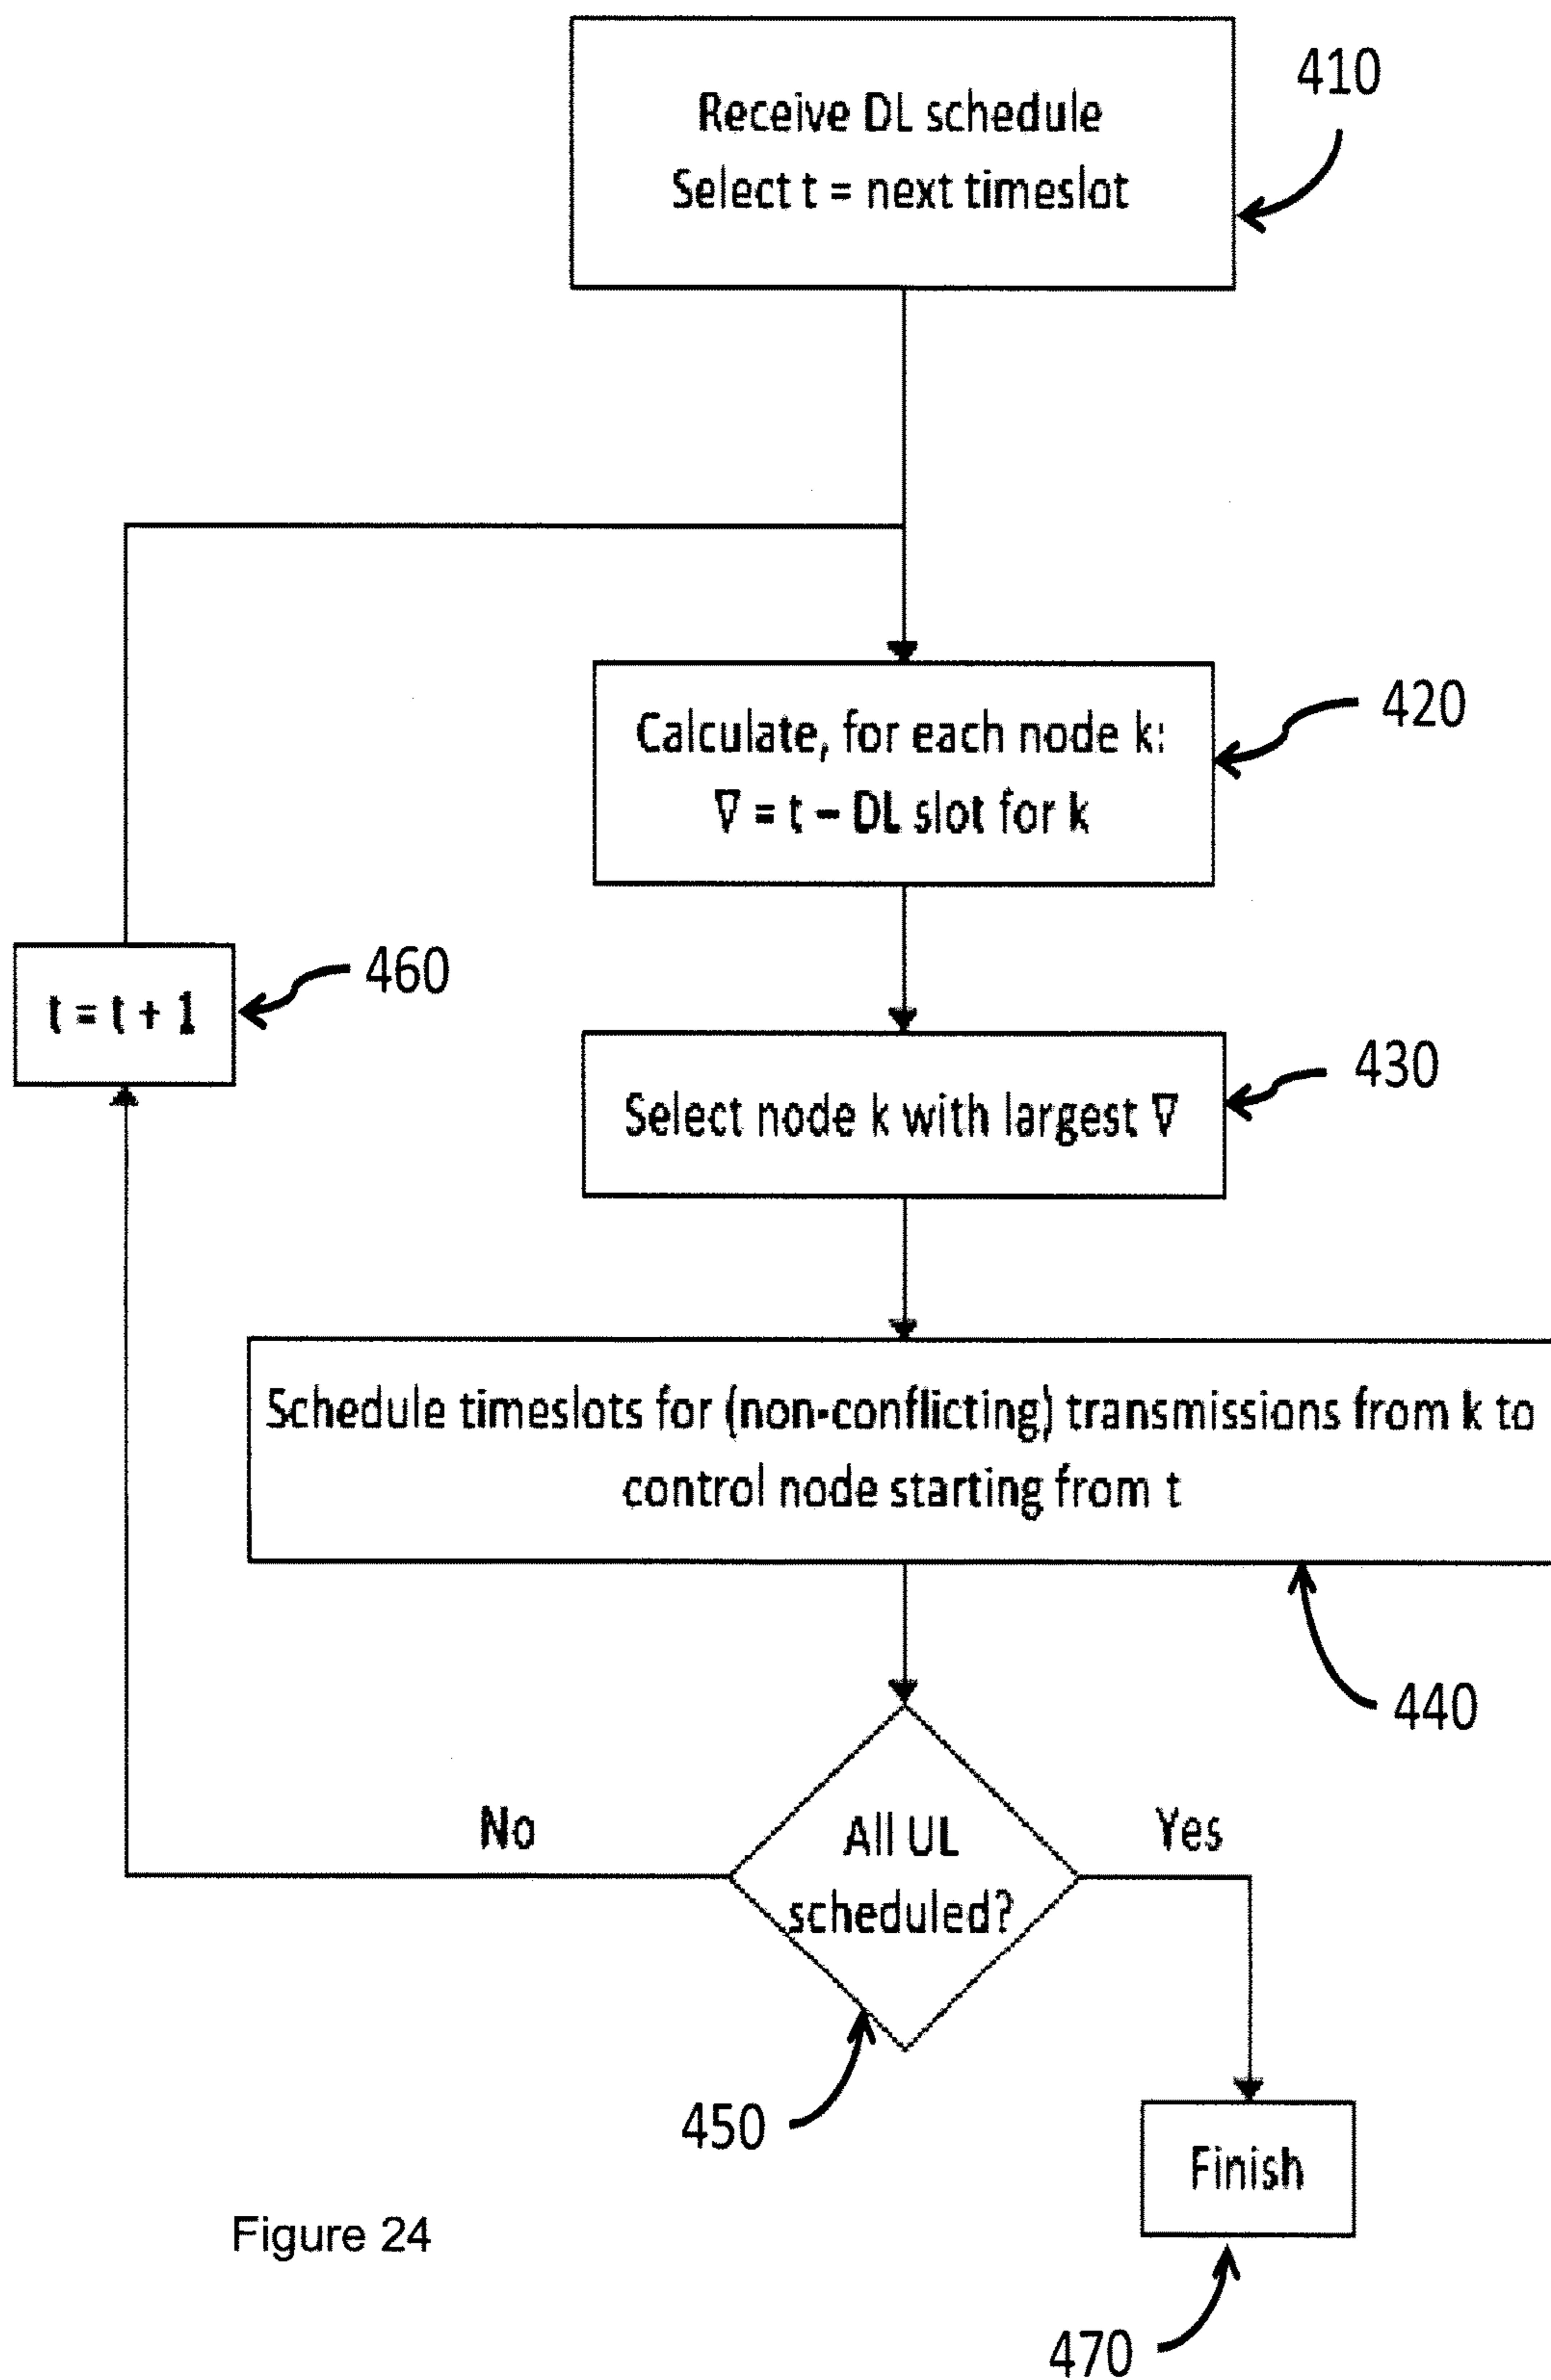 Receive DL schedule
Select t = next timeslot
410
Calculate, for each node k:
∇ = t – DL slot for k
420
t = t + 1
460
Select node k with largest ∇
430
Schedule timeslots for (non-conflicting) transmissions from k to
control node starting from t
440
No
All UL
scheduled?
Yes
450
Finish
Figure 24
470